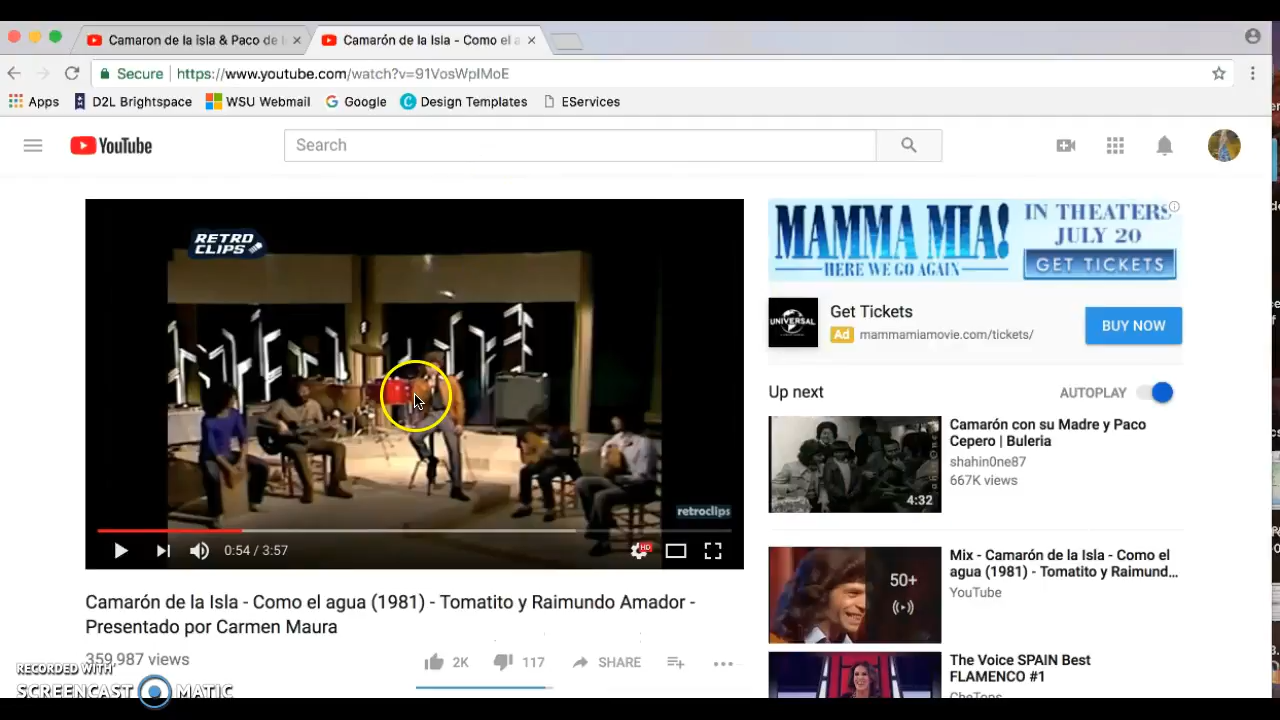 Camaron de la isla & Paco de l
Camarón de la Isla - Como el a
Secure
https://www.youtube.com/watch?v=91VosWpIMoE
Apps
D2L Brightspace
WSU Webmail
Google
Design Templates
EServices
YouTube
Search
RETRO
CLIPS
retroclips
0:54 / 3:57
HD
Camarón de la Isla - Como el agua (1981) - Tomatito y Raimundo Amador -
Presentado por Carmen Maura
359,987 views
2K
117
SHARE
MAMMA MIA!
HERE WE GO AGAIN
IN THEATERS
JULY 20
GET TICKETS
UNIVERSAL
Get Tickets
Ad
mammamiamovie.com/tickets/
BUY NOW
Up next
AUTOPLAY
Camarón con su Madre y Paco
Cepero | Buleria
shahin0ne87
667K views
4:32
Mix - Camarón de la Isla - Como el
agua (1981) - Tomatito y Raimund...
YouTube
50+
The Voice SPAIN Best
FLAMENCO #1
RECORDED WITH
SCREENCAST MATIC